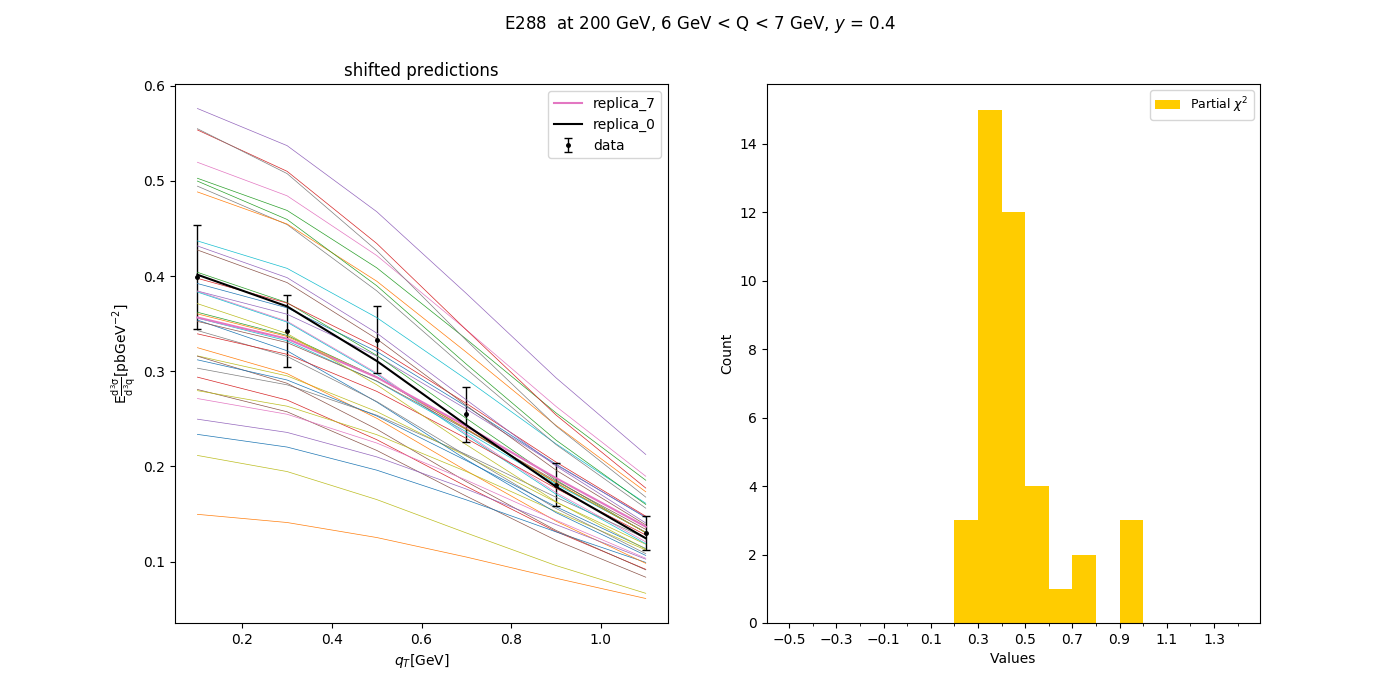 E288  at 200 GeV, 6 GeV < Q < 7 GeV, y = 0.4
shifted predictions
E d³σ/d³q [pbGeV⁻²]
0.6
0.5
0.4
0.3
0.2
0.1
replica_7
replica_0
data
0.2 0.4 0.6 0.8 1.0
q_T[GeV]
Count
14
12
10
8
6
4
2
0
Partial χ²
−0.5 −0.3 −0.1 0.1 0.3 0.5 0.7 0.9 1.1 1.3
Values